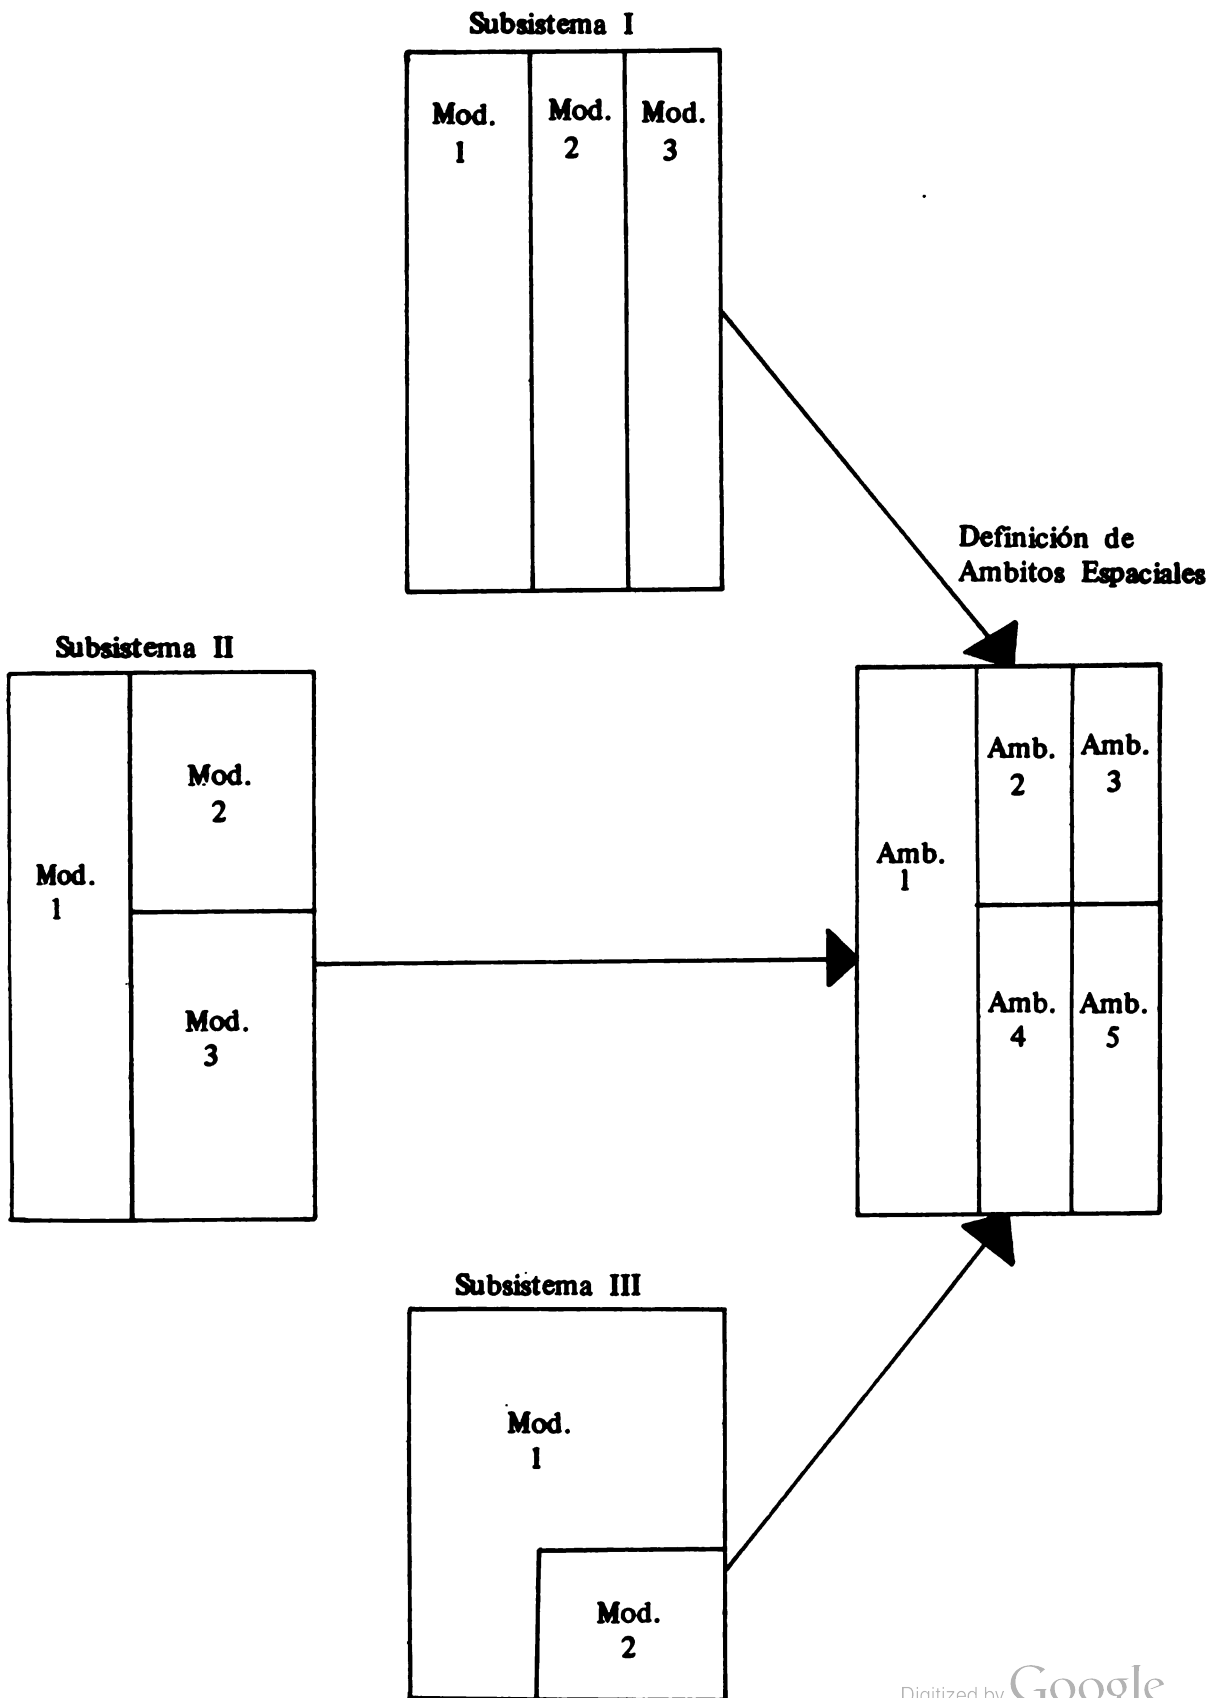 Subsistema I
Mod.
1
Mod.
2
Mod.
3
Definición de
Ambitos Espaciales
Subsistema II
Mod.
1
Mod.
2
Mod.
3
Amb.
1
Amb.
2
Amb.
3
Amb.
4
Amb.
5
Subsistema III
Mod.
1
Mod.
2
Digitized by Google